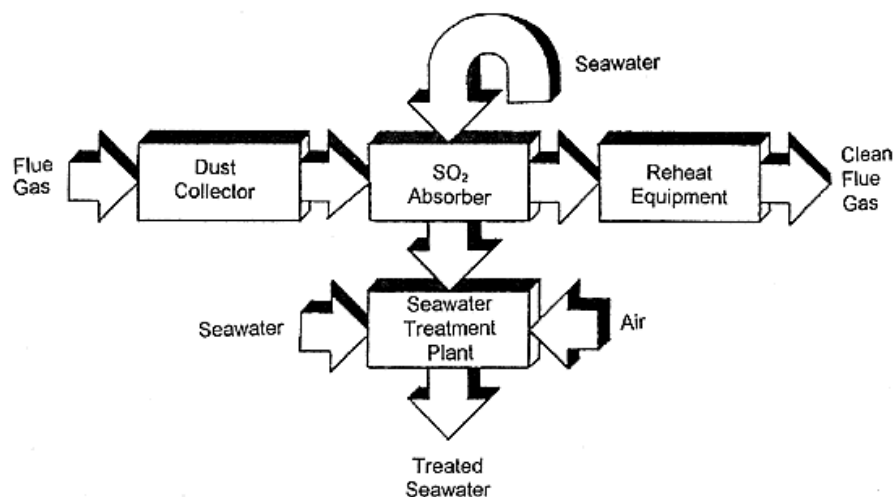 Seawater
Flue
Gas
Dust
Collector
SO₂
Absorber
Reheat
Equipment
Clean
Flue
Gas
Seawater
Seawater
Treatment
Plant
Air
Treated
Seawater